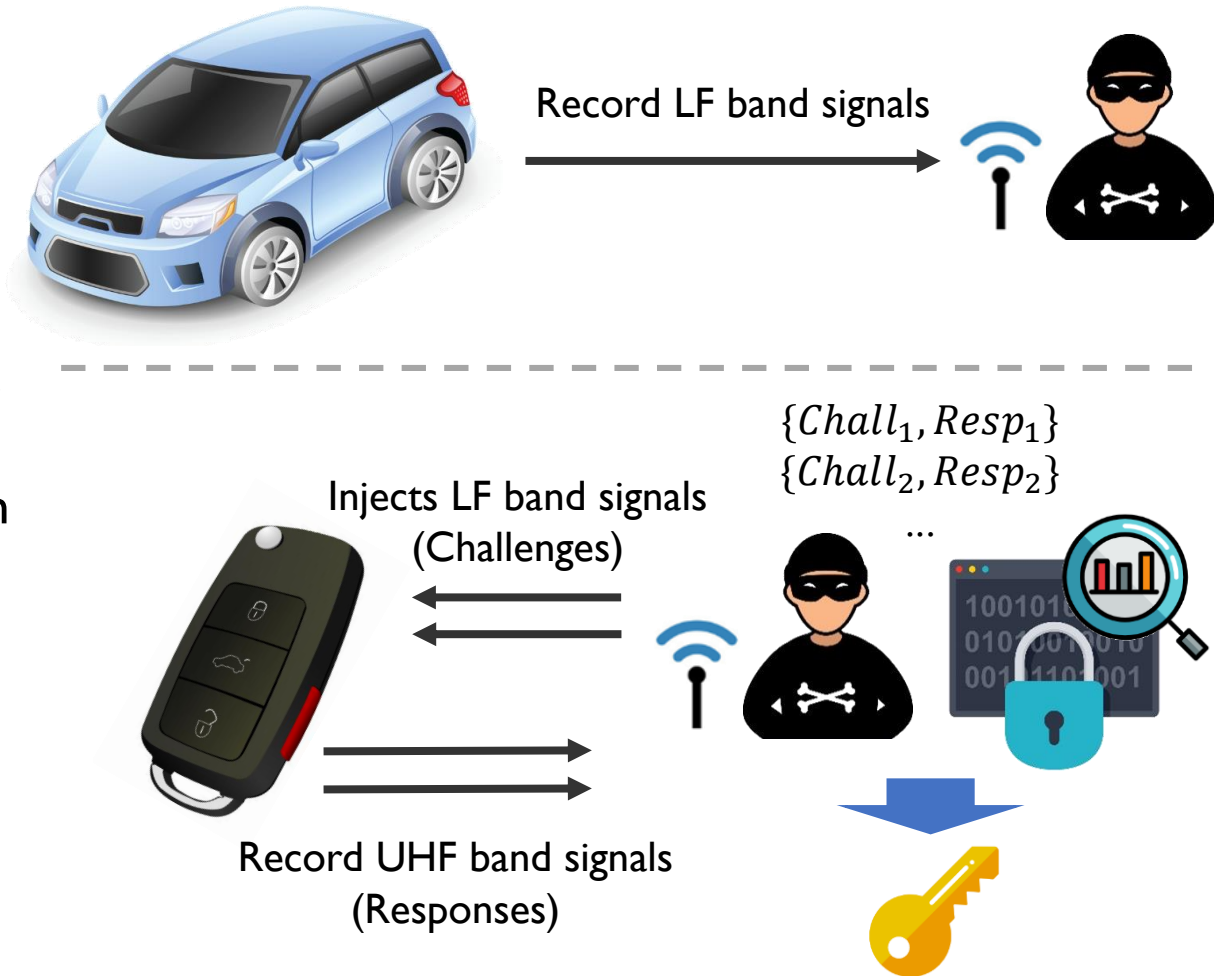 Record LF band signals
{Chall₁, Resp₁}
{Chall₂, Resp₂}
...
Injects LF band signals
(Challenges)
Record UHF band signals
(Responses)